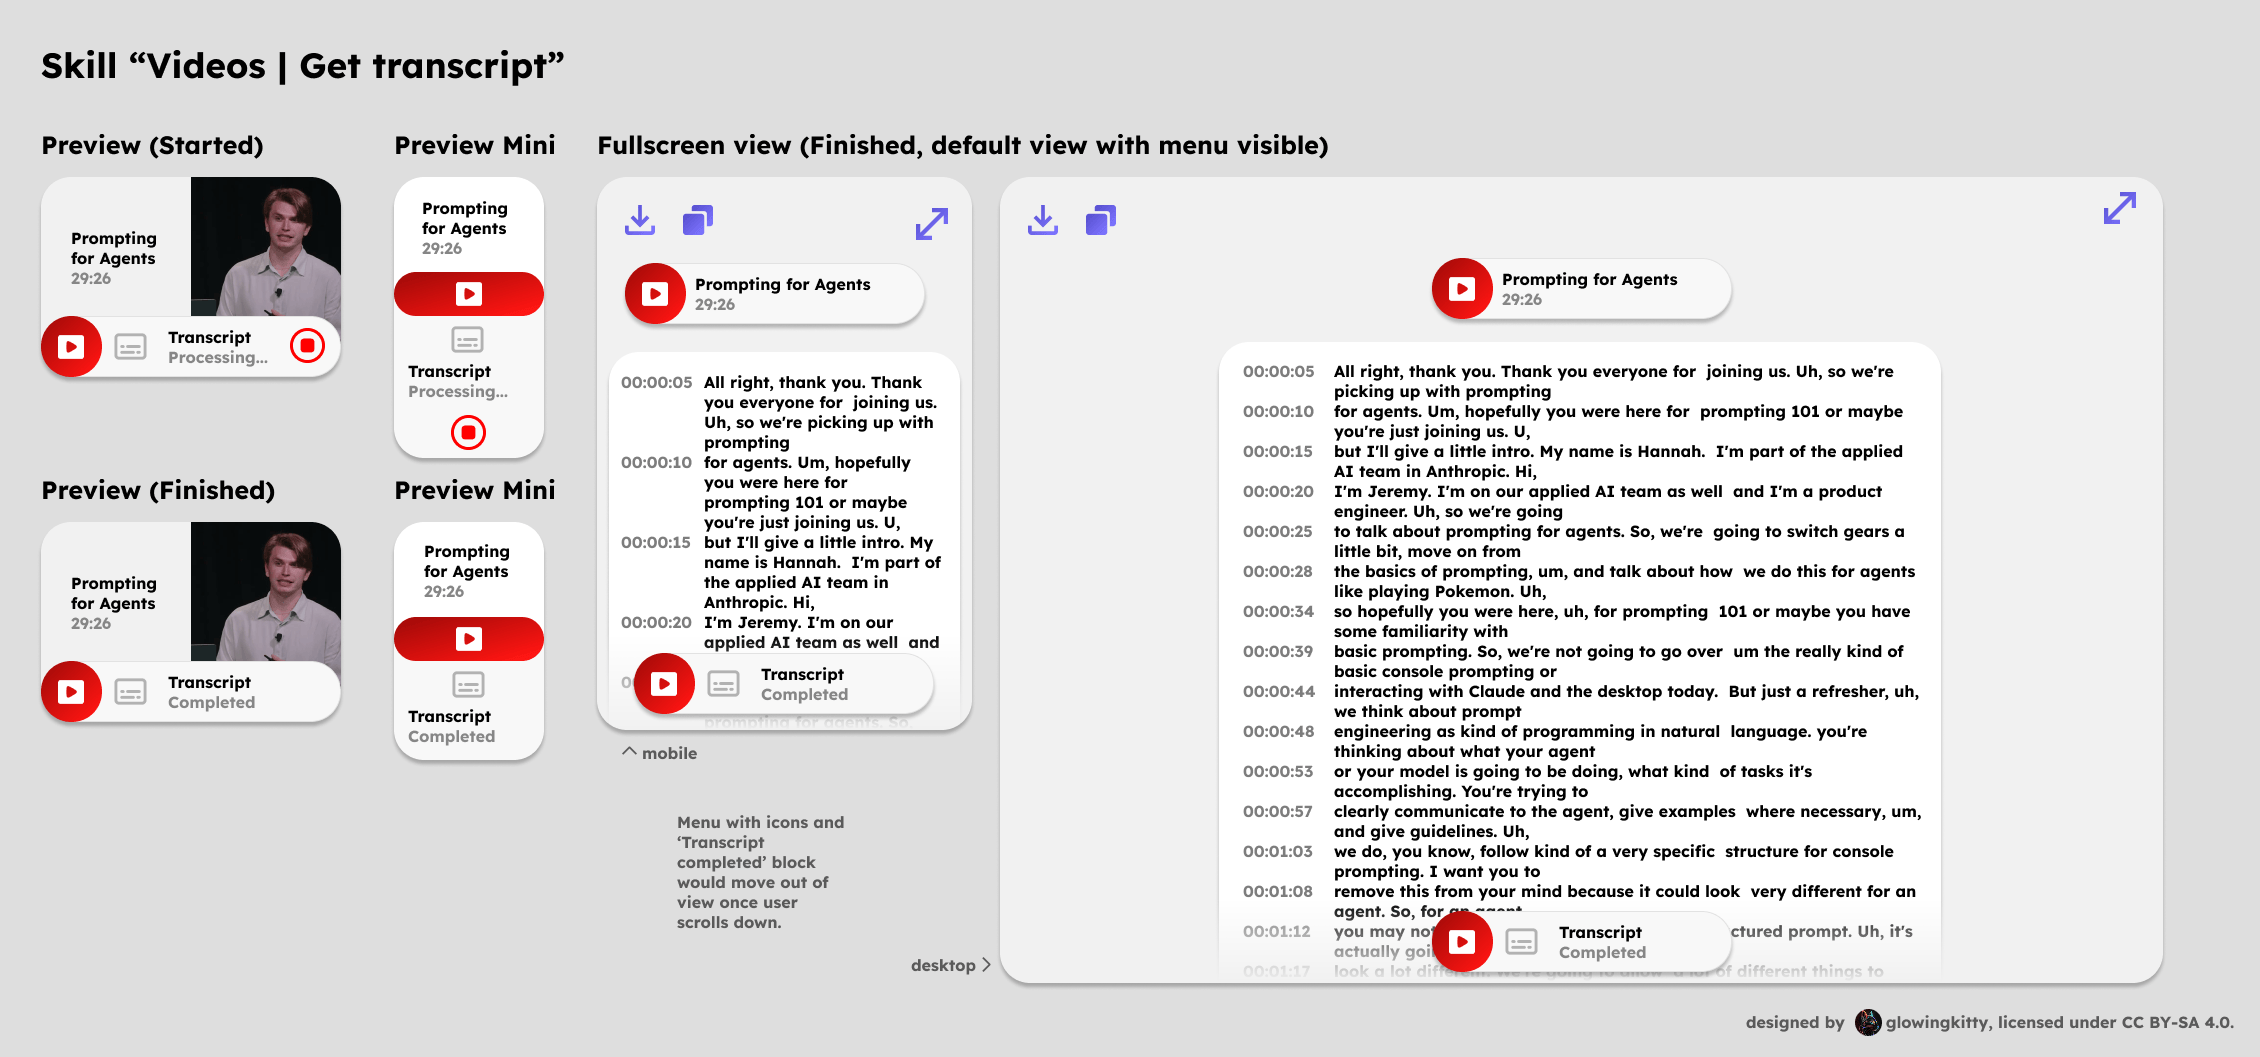 Skill “Videos | Get transcript”
Preview (Started)
Prompting
for Agents
29:26
Transcript
Processing...
Preview Mini
Prompting
for Agents
29:26
Transcript
Processing...
Preview (Finished)
Prompting
for Agents
29:26
Transcript
Completed
Preview Mini
Prompting
for Agents
29:26
Transcript
Completed
Fullscreen view (Finished, default view with menu visible)
Prompting for Agents
29:26
00:00:05 All right, thank you. Thank
you everyone for  joining us.
Uh, so we're picking up with
prompting
00:00:10 for agents. Um, hopefully
you were here for
prompting 101 or maybe
you're just joining us. U,
00:00:15 but I'll give a little intro. My
name is Hannah.  I'm part of
the applied AI team in
Anthropic. Hi,
00:00:20 I'm Jeremy. I'm on our
applied AI team as well  and
Transcript
Completed
prompting for agents. So
^ mobile
Menu with icons and
‘Transcript
completed’ block
would move out of
view once user
scrolls down.
desktop >
Prompting for Agents
29:26
00:00:05 All right, thank you. Thank you everyone for  joining us. Uh, so we're
picking up with prompting
00:00:10 for agents. Um, hopefully you were here for  prompting 101 or maybe
you're just joining us. U,
00:00:15 but I'll give a little intro. My name is Hannah.  I'm part of the applied
AI team in Anthropic. Hi,
00:00:20 I'm Jeremy. I'm on our applied AI team as well  and I'm a product
engineer. Uh, so we're going
00:00:25 to talk about prompting for agents. So, we're  going to switch gears a
little bit, move on from
00:00:28 the basics of prompting, um, and talk about how  we do this for agents
like playing Pokemon. Uh,
00:00:34 so hopefully you were here, uh, for prompting  101 or maybe you have
some familiarity with
00:00:39 basic prompting. So, we're not going to go over  um the really kind of
basic console prompting or
00:00:44 interacting with Claude and the desktop today.  But just a refresher, uh,
we think about prompt
00:00:48 engineering as kind of programming in natural  language. you're
thinking about what your agent
00:00:53 or your model is going to be doing, what kind  of tasks it's
accomplishing. You're trying to
00:00:57 clearly communicate to the agent, give examples  where necessary, um,
and give guidelines. Uh,
00:01:03 we do, you know, follow kind of a very specific  structure for console
prompting. I want you to
00:01:08 remove this from your mind because it could look  very different for an
agent. So, for an agent
00:01:12 you may not ctured prompt. Uh, it's
actually
Transcript
Completed
00:01:17 look a lot different. We're going to allow  a lot of different things to
designed by glowingkitty, licensed under CC BY-SA 4.0.